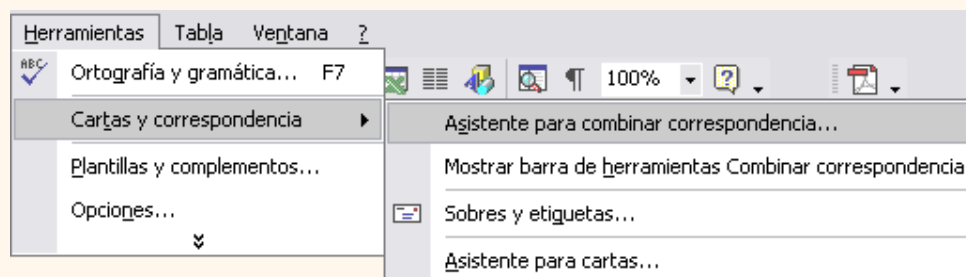 Herramientas Tabla Ventana ?
ABC Ortografía y gramática... F7
100%
Cartas y correspondencia
Asistente para combinar correspondencia...
Plantillas y complementos...
Mostrar barra de herramientas Combinar correspondencia
Opciones...
Sobres y etiquetas...
Asistente para cartas...